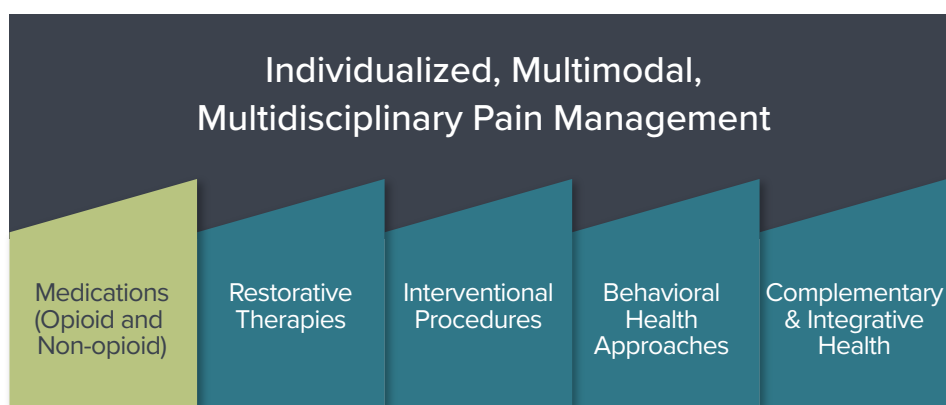 Individualized, Multimodal,
Multidisciplinary Pain Management
Medications
(Opioid and
Non-opioid)
Restorative
Therapies
Interventional
Procedures
Behavioral
Health
Approaches
Complementary
& Integrative
Health